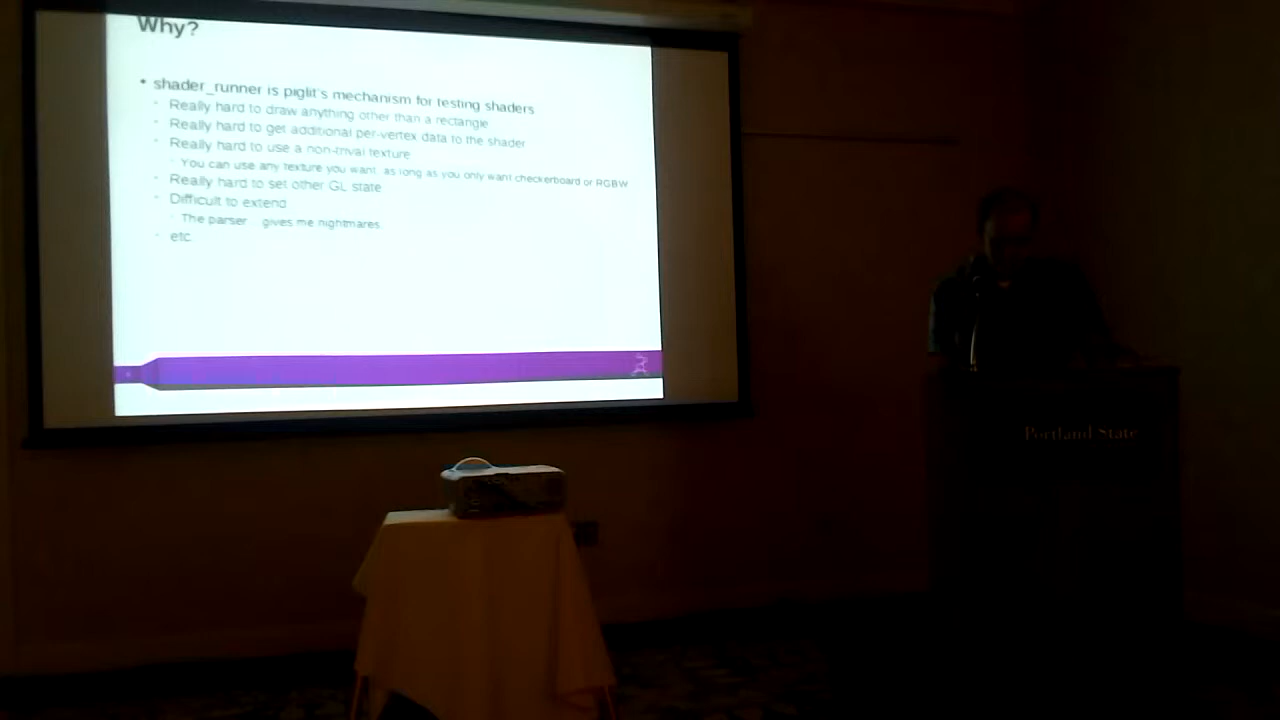 Why?
• shader_runner is piglit's mechanism for testing shaders
- Really hard to draw anything other than a rectangle
- Really hard to get additional per-vertex data to the shader
- Really hard to use a non-trival texture
- You can use any texture you want, as long as you only want checkerboard or RGBW
- Really hard to set other GL state
- Difficult to extend
- The parser gives me nightmares
- etc.
Portland State